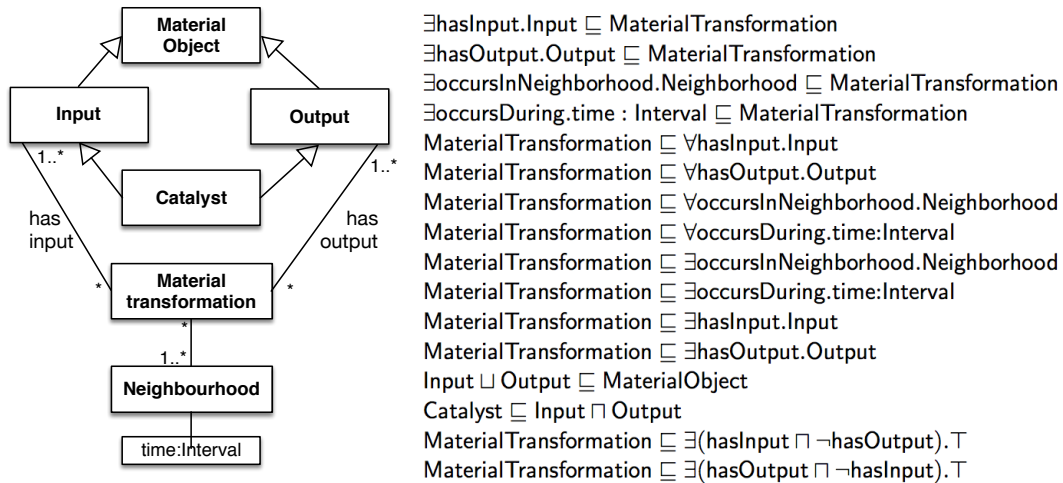 Material
Object
Input
Output
1..*
1..*
Catalyst
has
input
has
output
Material
transformation
*
*
*
1..*
Neighbourhood
time:Interval
∃hasInput.Input ⊑ MaterialTransformation
∃hasOutput.Output ⊑ MaterialTransformation
∃occursInNeighborhood.Neighborhood ⊑ MaterialTransformation
∃occursDuring.time : Interval ⊑ MaterialTransformation
MaterialTransformation ⊑ ∀hasInput.Input
MaterialTransformation ⊑ ∀hasOutput.Output
MaterialTransformation ⊑ ∀occursInNeighborhood.Neighborhood
MaterialTransformation ⊑ ∀occursDuring.time:Interval
MaterialTransformation ⊑ ∃occursInNeighborhood.Neighborhood
MaterialTransformation ⊑ ∃occursDuring.time:Interval
MaterialTransformation ⊑ ∃hasInput.Input
MaterialTransformation ⊑ ∃hasOutput.Output
Input ⊔ Output ⊑ MaterialObject
Catalyst ⊑ Input ⊓ Output
MaterialTransformation ⊑ ∃(hasInput ⊓ ¬hasOutput).⊤
MaterialTransformation ⊑ ∃(hasOutput ⊓ ¬hasInput).⊤